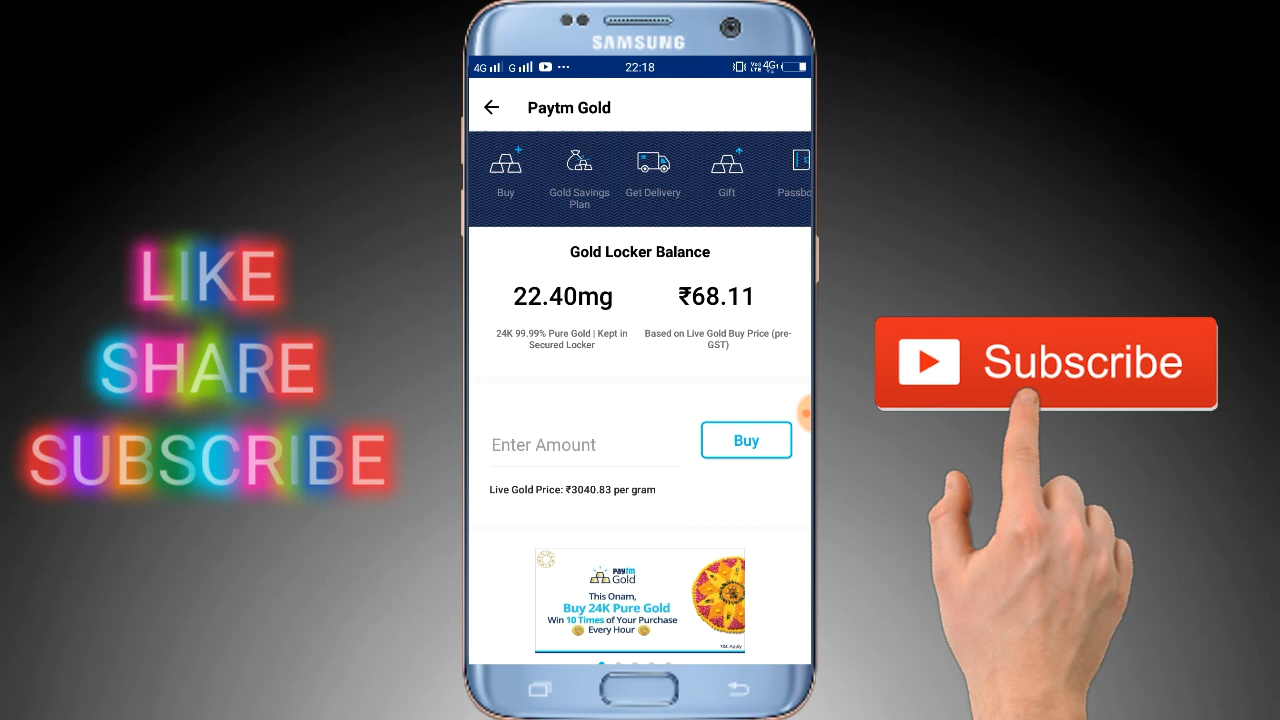 SAMSUNG
4G G 22:18 4G
Paytm Gold
Buy
Gold Savings
Plan
Get Delivery
Gift
Passbo
Gold Locker Balance
22.40mg
₹68.11
24K 99.99% Pure Gold | Kept in
Secured Locker
Based on Live Gold Buy Price (pre-
GST)
Enter Amount
Buy
Live Gold Price: ₹3040.83 per gram
paytm
Gold
This Onam,
Buy 24K Pure Gold
Win 10 Times of Your Purchase
Every Hour
T&C Apply
LIKE
SHARE
SUBSCRIBE
Subscribe